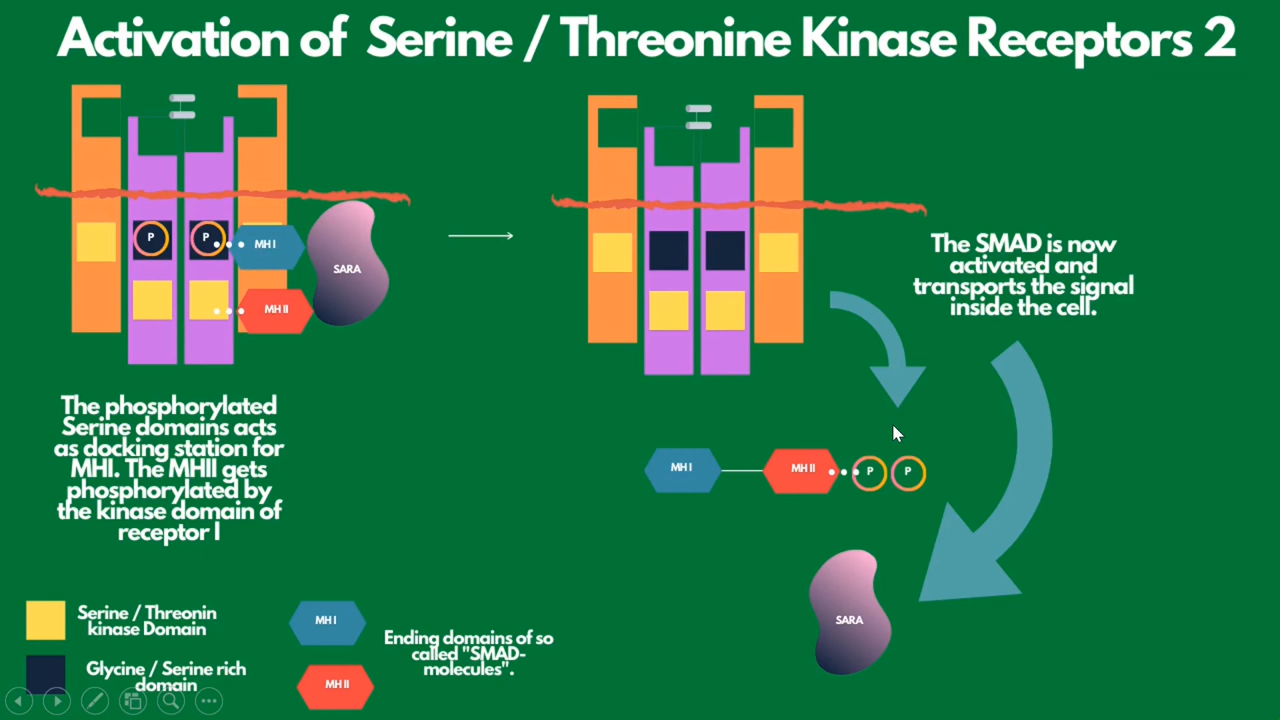 Activation of Serine / Threonine Kinase Receptors 2
P
P
MH I
SARA
MH II
The phosphorylated
Serine domains acts
as docking station for
MHI. The MHII gets
phosphorylated by
the kinase domain of
receptor I
The SMAD is now
activated and
transports the signal
inside the cell.
MH I
MH II
P
P
SARA
Serine / Threonin
kinase Domain
Glycine / Serine rich
domain
MH I
MH II
Ending domains of so
called "SMAD-
molecules".